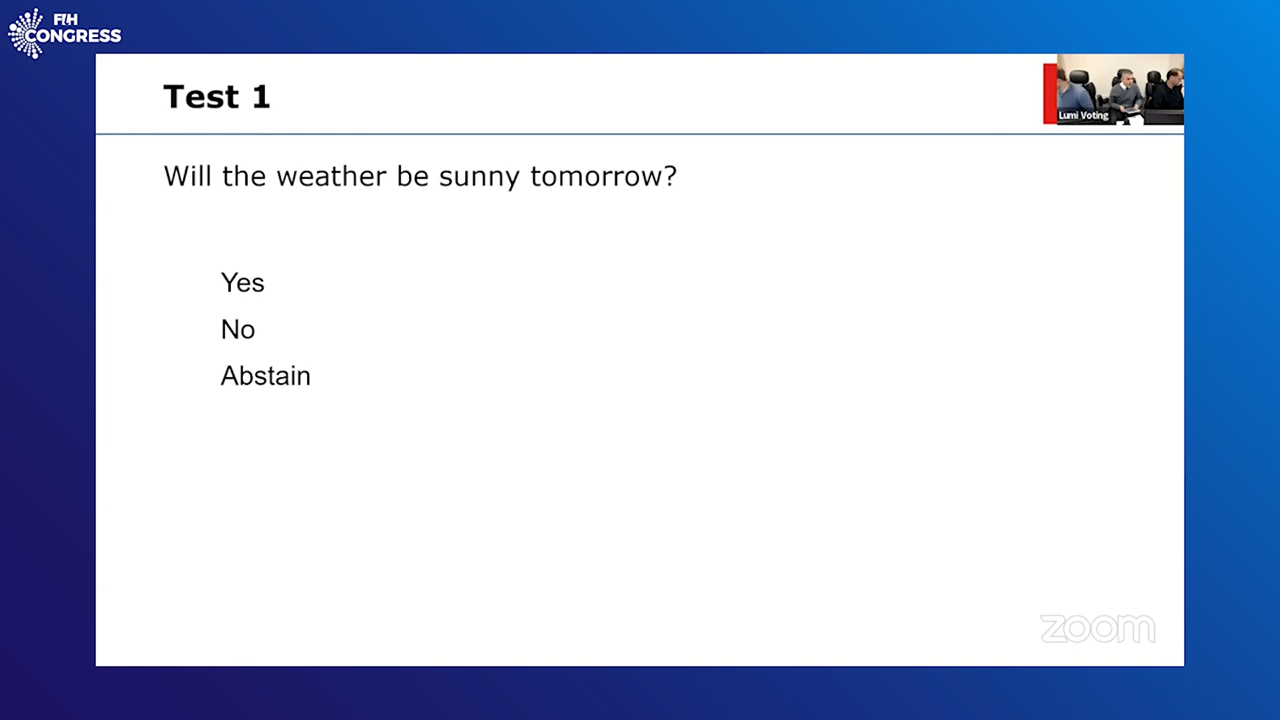 FIH
CONGRESS
Test 1
Lumi Voting
Will the weather be sunny tomorrow?
Yes
No
Abstain
zoom